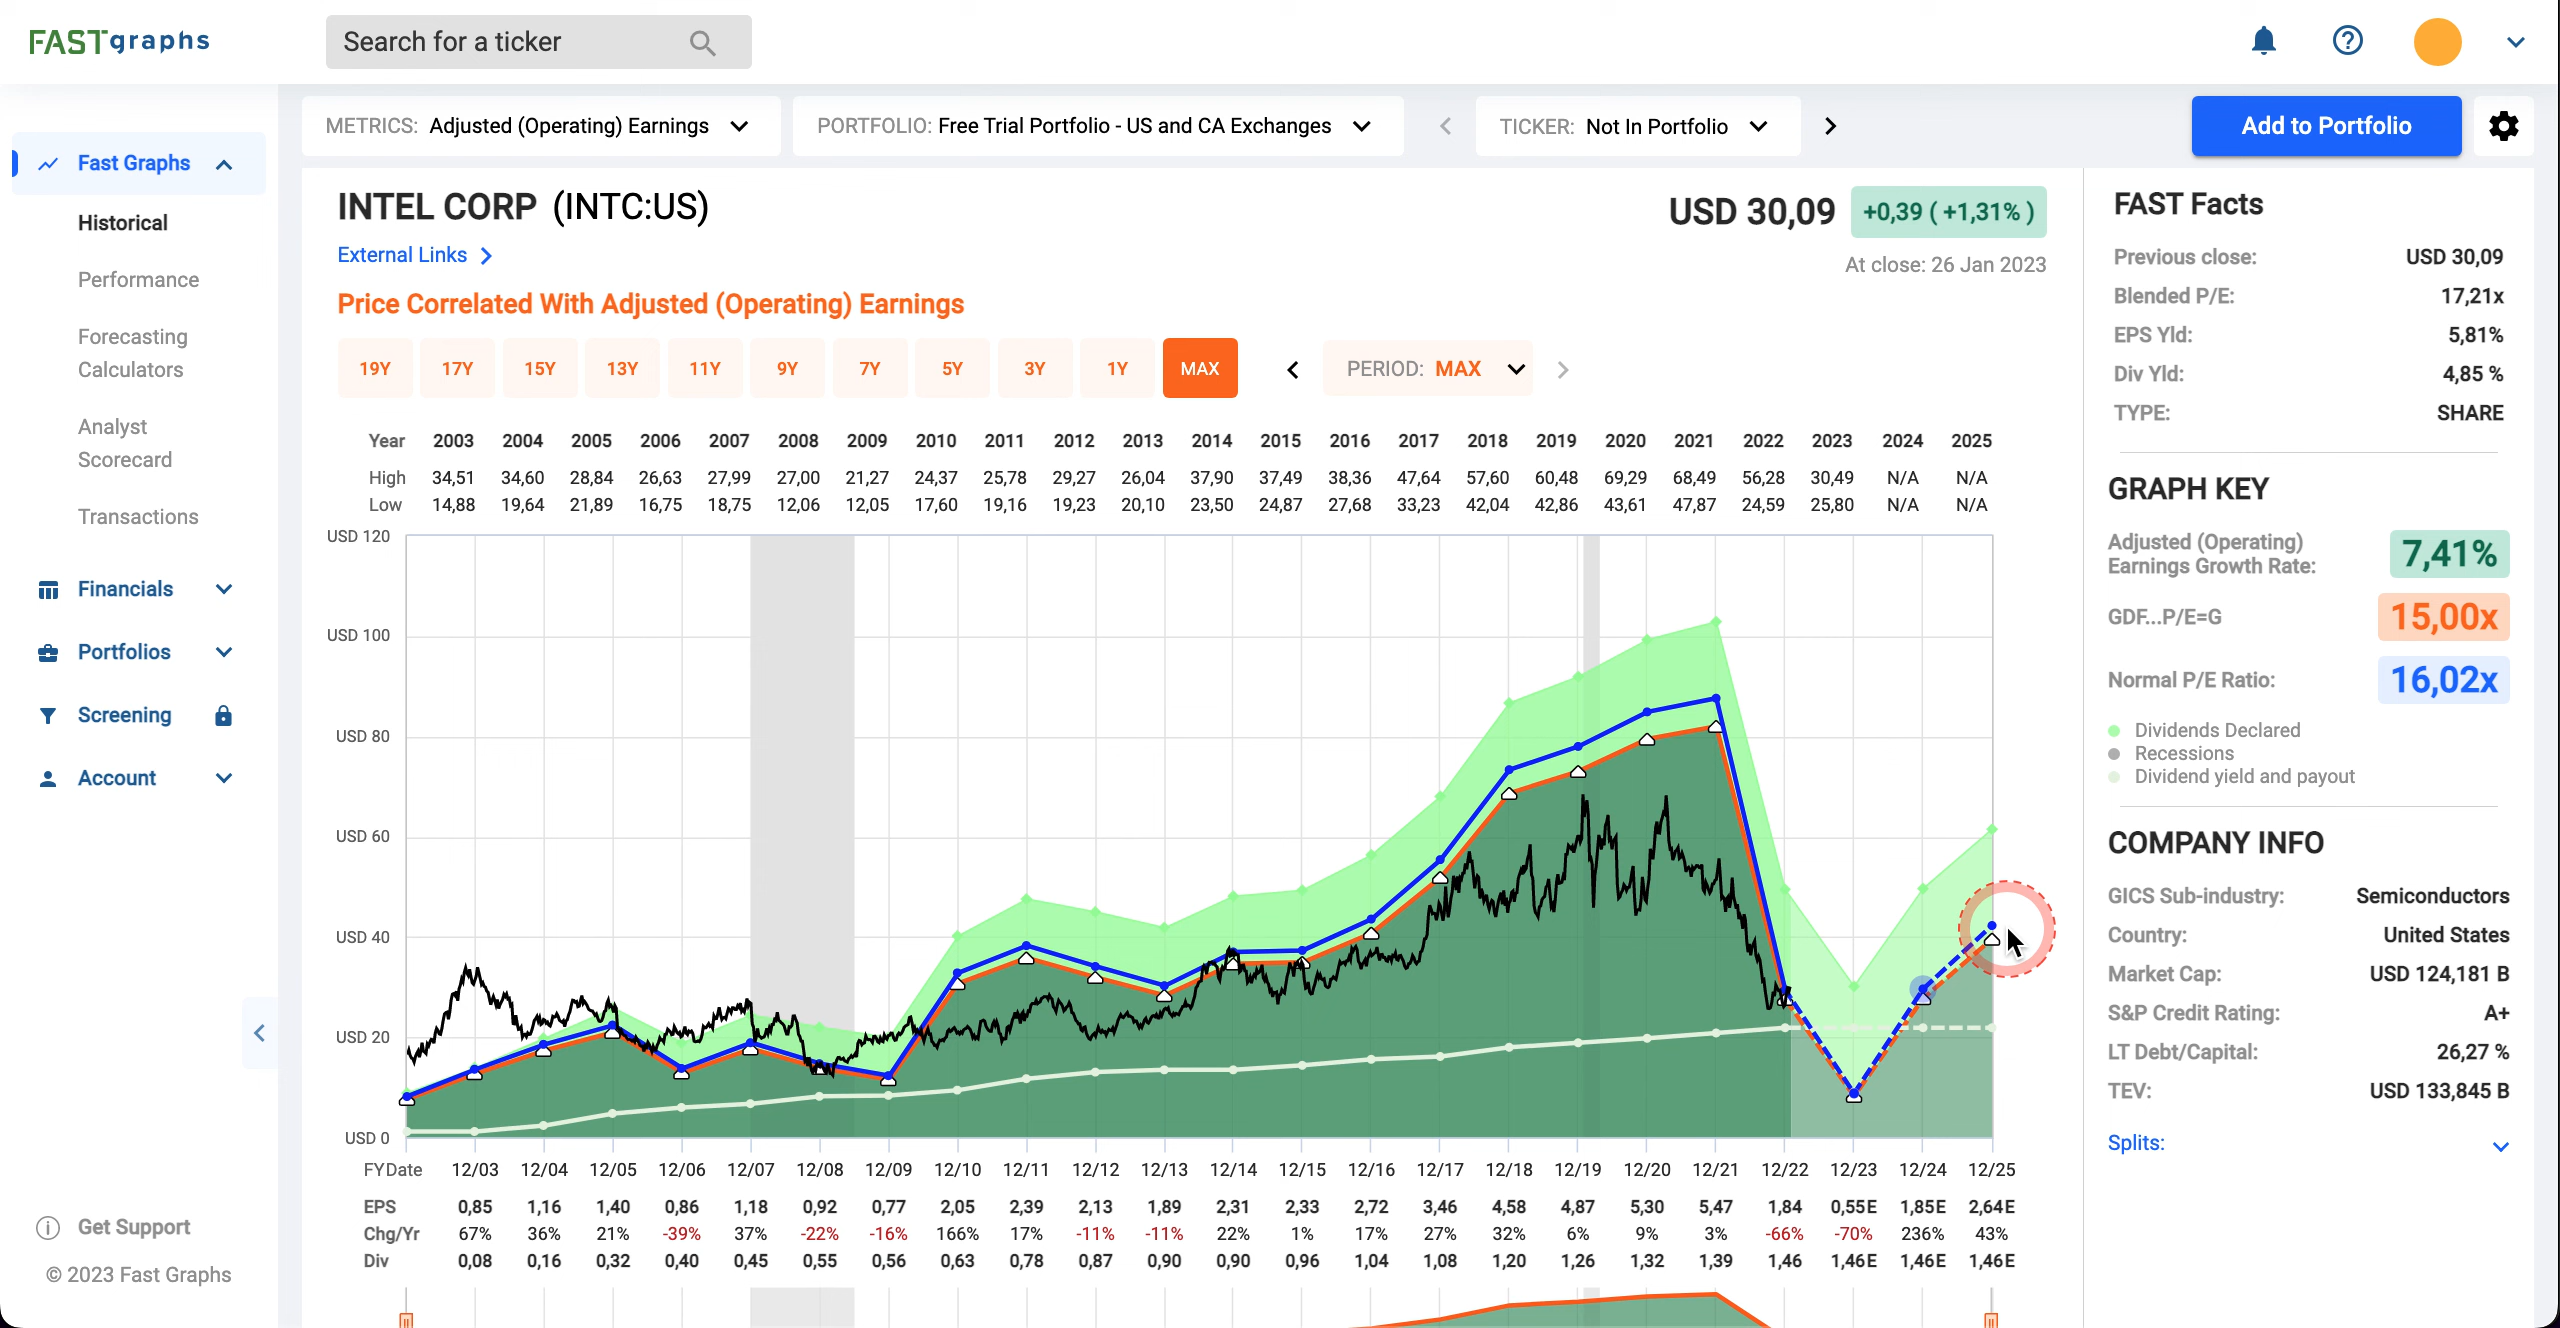 FASTgraphs
Search for a ticker
METRICS: Adjusted (Operating) Earnings
PORTFOLIO: Free Trial Portfolio - US and CA Exchanges
TICKER: Not In Portfolio
Add to Portfolio
Fast Graphs
Historical
Performance
Forecasting
Calculators
Analyst
Scorecard
Transactions
Financials
Portfolios
Screening
Account
Get Support
© 2023 Fast Graphs
INTEL CORP (INTC:US)
USD 30,09 +0,39 ( +1,31% )
External Links
At close: 26 Jan 2023
Price Correlated With Adjusted (Operating) Earnings
19Y 17Y 15Y 13Y 11Y 9Y 7Y 5Y 3Y 1Y MAX PERIOD: MAX
Year 2003 2004 2005 2006 2007 2008 2009 2010 2011 2012 2013 2014 2015 2016 2017 2018 2019 2020 2021 2022 2023 2024 2025
High 34,51 34,60 28,84 26,63 27,99 27,00 21,27 24,37 25,78 29,27 26,04 37,90 37,49 38,36 47,64 57,60 60,48 69,29 68,49 56,28 30,49 N/A N/A
Low 14,88 19,64 21,89 16,75 18,75 12,06 12,05 17,60 19,16 19,23 20,10 23,50 24,87 27,68 33,23 42,04 42,86 43,61 47,87 24,59 25,80 N/A N/A
USD 120
USD 100
USD 80
USD 60
USD 40
USD 20
USD 0
FYDate 12/03 12/04 12/05 12/06 12/07 12/08 12/09 12/10 12/11 12/12 12/13 12/14 12/15 12/16 12/17 12/18 12/19 12/20 12/21 12/22 12/23 12/24 12/25
EPS 0,85 1,16 1,40 0,86 1,18 0,92 0,77 2,05 2,39 2,13 1,89 2,31 2,33 2,72 3,46 4,58 4,87 5,30 5,47 1,84 0,55E 1,85E 2,64E
Chg/Yr 67% 36% 21% -39% 37% -22% -16% 166% 17% -11% -11% 22% 1% 17% 27% 32% 6% 9% 3% -66% -70% 236% 43%
Div 0,08 0,16 0,32 0,40 0,45 0,55 0,56 0,63 0,78 0,87 0,90 0,90 0,96 1,04 1,08 1,20 1,26 1,32 1,39 1,46 1,46E 1,46E 1,46E
FAST Facts
Previous close: USD 30,09
Blended P/E: 17,21x
EPS Yld: 5,81%
Div Yld: 4,85 %
TYPE: SHARE
GRAPH KEY
Adjusted (Operating)
Earnings Growth Rate: 7,41%
GDF...P/E=G 15,00x
Normal P/E Ratio: 16,02x
Dividends Declared
Recessions
Dividend yield and payout
COMPANY INFO
GICS Sub-industry: Semiconductors
Country: United States
Market Cap: USD 124,181 B
S&P Credit Rating: A+
LT Debt/Capital: 26,27 %
TEV: USD 133,845 B
Splits: